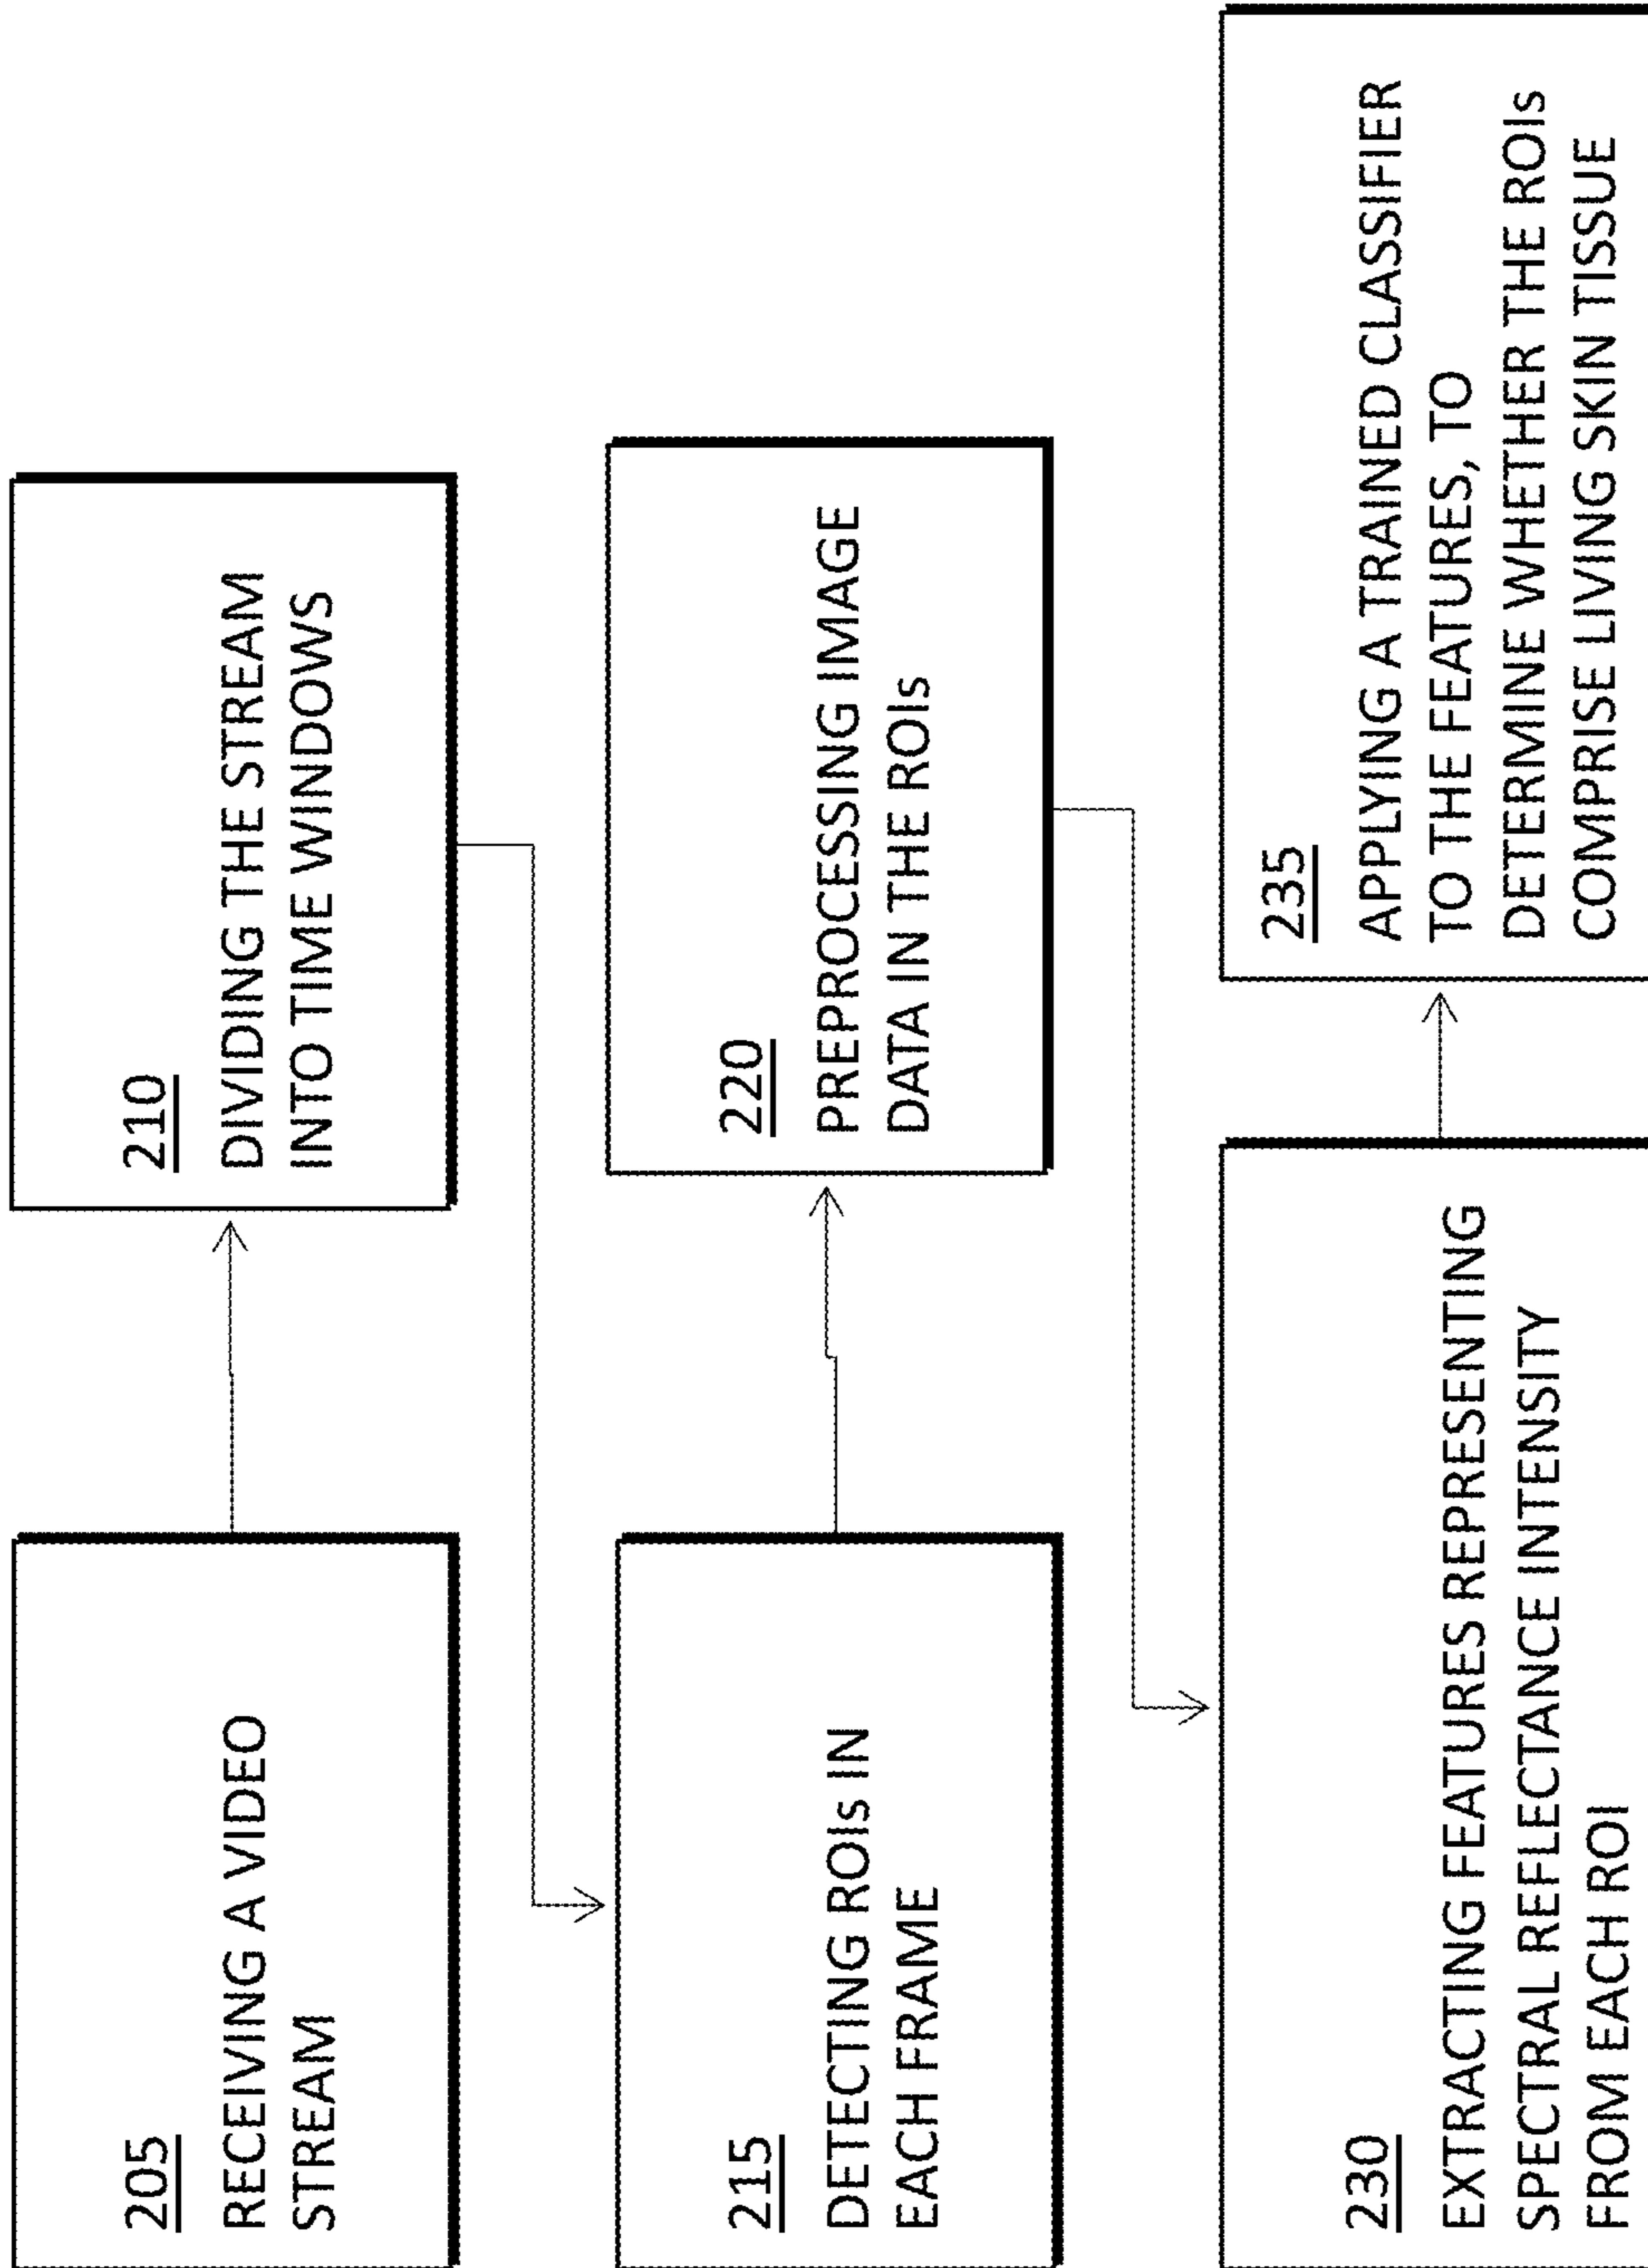 205
RECEIVING A VIDEO
STREAM
210
DIVIDING THE STREAM
INTO TIME WINDOWS
215
DETECTING ROIs IN
EACH FRAME
220
PREPROCESSING IMAGE
DATA IN THE ROIs
230
EXTRACTING FEATURES REPRESENTING
SPECTRAL REFLECTANCE INTENSITY
FROM EACH ROI
235
APPLYING A TRAINED CLASSIFIER
TO THE FEATURES, TO
DETERMINE WHETHER THE ROIs
COMPRISE LIVING SKIN TISSUE